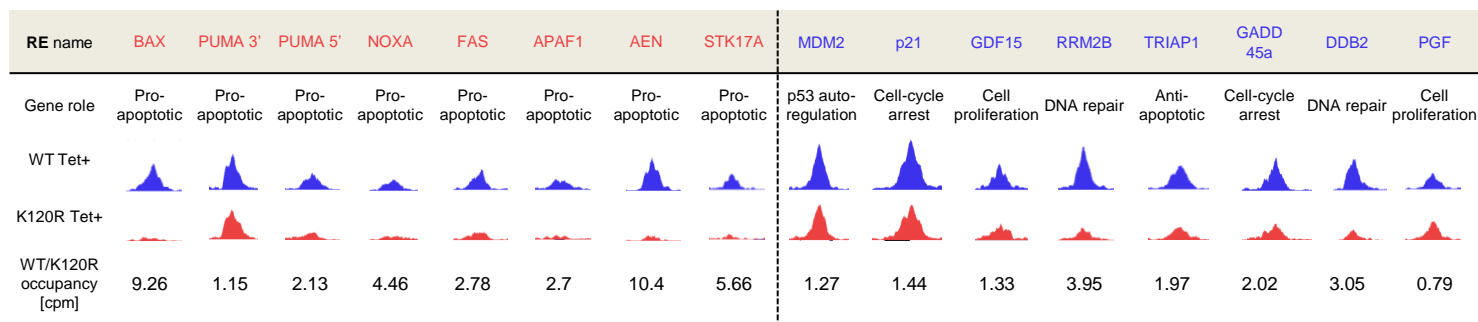 RE name BAX PUMA 3' PUMA 5' NOXA FAS APAF1 AEN STK17A MDM2 p21 GDF15 RRM2B TRIAP1 GADD 45a DDB2 PGF
Gene role Pro-apoptotic Pro-apoptotic Pro-apoptotic Pro-apoptotic Pro-apoptotic Pro-apoptotic Pro-apoptotic Pro-apoptotic p53 auto-regulation Cell-cycle arrest Cell proliferation DNA repair Anti-apoptotic Cell-cycle arrest DNA repair Cell proliferation
WT Tet+
K120R Tet+
WT/K120R occupancy [cpm] 9.26 1.15 2.13 4.46 2.78 2.7 10.4 5.66 1.27 1.44 1.33 3.95 1.97 2.02 3.05 0.79